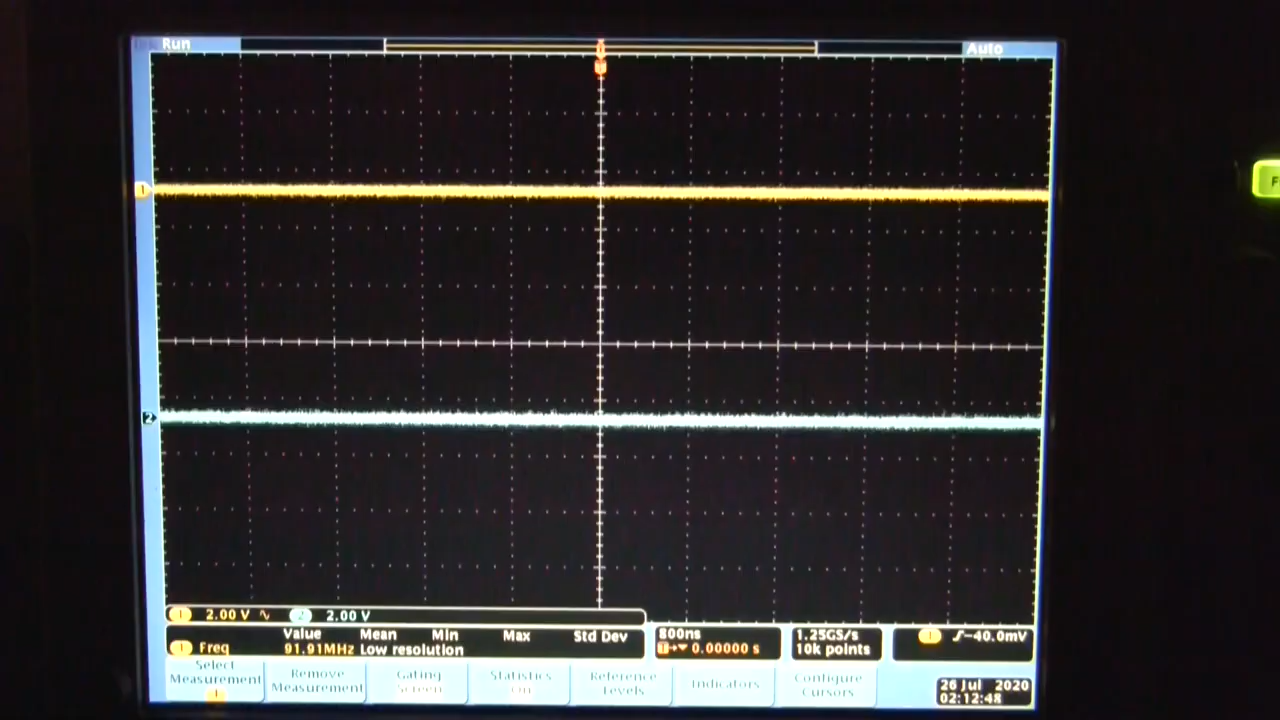 Run Auto
1
2
1 2.00 V 2 2.00 V
Value Mean Min Max Std Dev
1 Freq 91.91MHz Low resolution
800ns
0.00000 s
1.25GS/s
10k points
1 -40.0mV
Select Measurement 1
Remove Measurement
Gating Screen
Statistics On
Reference Levels
Indicators
Configure Cursors
26 Jul 2020
02:12:48
F